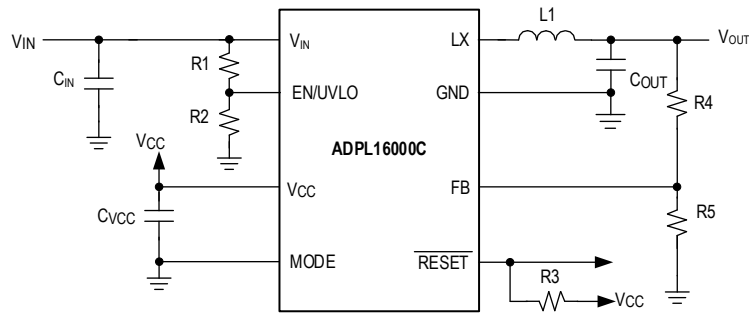 L1
VIN
VIN
LX
VOUT
CIN
R1
COUT
EN/UVLO
GND
R4
R2
VCC
ADPL16000C
VCC
FB
CVCC
R5
MODE
RESET
R3
VCC